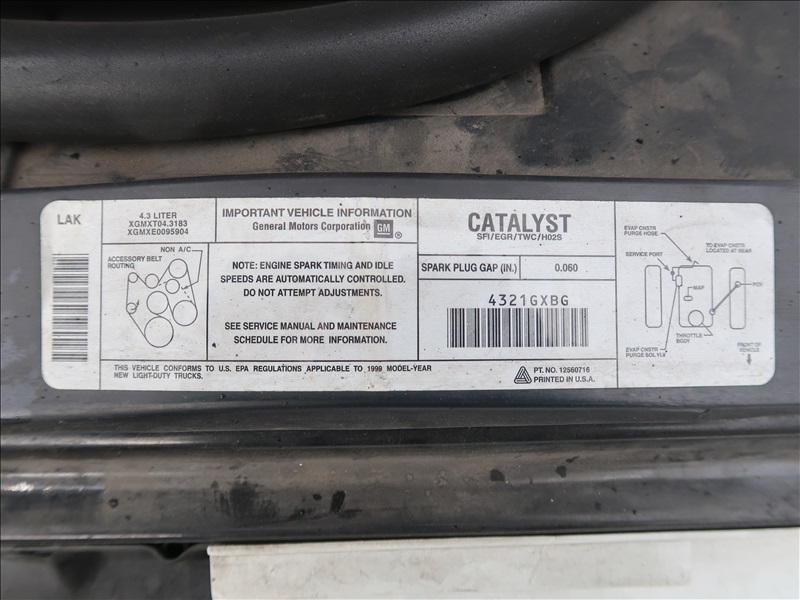 LAK
4.3 LITER
XGMXT04.3183
XGMXE0095904
IMPORTANT VEHICLE INFORMATION
General Motors Corporation GM ®
ACCESSORY BELT
ROUTING
NON A/C
NOTE: ENGINE SPARK TIMING AND IDLE
SPEEDS ARE AUTOMATICALLY CONTROLLED.
DO NOT ATTEMPT ADJUSTMENTS.
SEE SERVICE MANUAL AND MAINTENANCE
SCHEDULE FOR MORE INFORMATION.
THIS VEHICLE CONFORMS TO U.S. EPA REGULATIONS APPLICABLE TO 1999 MODEL-YEAR
NEW LIGHT-DUTY TRUCKS.
CATALYST
SFI/EGR/TWC/HO2S
SPARK PLUG GAP (IN.) 0.060
4321GXBG
PT. NO. 12560716
PRINTED IN U.S.A.
EVAP CNSTR
PURGE HOSE
TO EVAP CNSTR
LOCATED AT REAR
SERVICE PORT
MAP
PCV
THROTTLE
BODY
EVAP CNSTR
PURGE SOL VLV
FRONT OF
VEHICLE